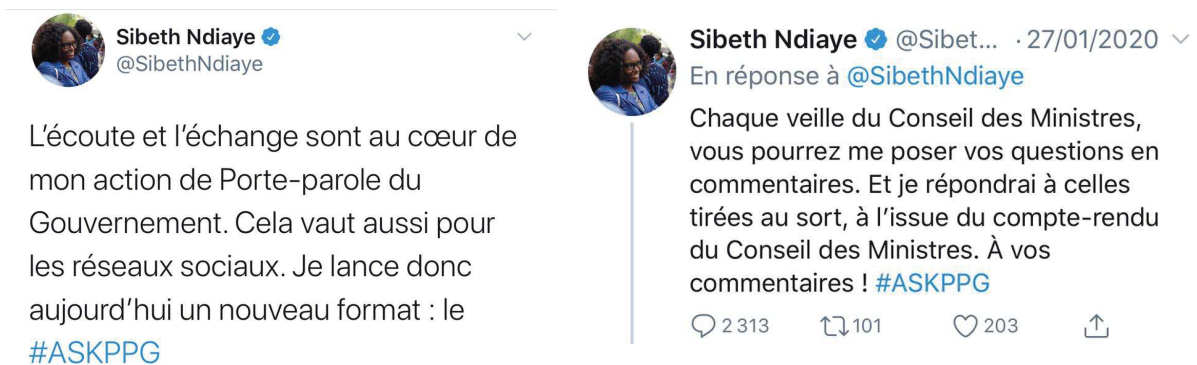 Sibeth Ndiaye
@SibethNdiaye
L’écoute et l’échange sont au cœur de
mon action de Porte-parole du
Gouvernement. Cela vaut aussi pour
les réseaux sociaux. Je lance donc
aujourd’hui un nouveau format : le
#ASKPPG
Sibeth Ndiaye @Sibet... · 27/01/2020
En réponse à @SibethNdiaye
Chaque veille du Conseil des Ministres,
vous pourrez me poser vos questions en
commentaires. Et je répondrai à celles
tirées au sort, à l’issue du compte-rendu
du Conseil des Ministres. À vos
commentaires ! #ASKPPG
2 313 101 203